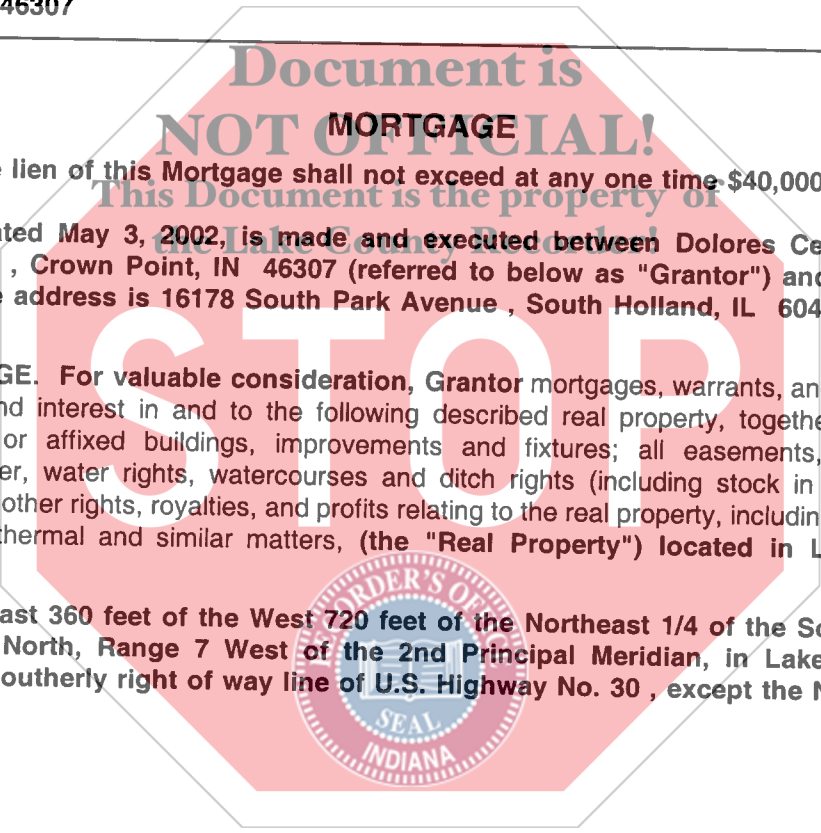 46307
Document is
NOT OFFICIAL!
MORTGAGE
lien of this Mortgage shall not exceed at any one time $40,000
This Document is the property of
the Lake County Recorder!
ated May 3, 2002, is made and executed between Dolores Ce
, Crown Point, IN 46307 (referred to below as "Grantor") and
address is 16178 South Park Avenue , South Holland, IL 604
STOP
GE. For valuable consideration, Grantor mortgages, warrants, an
nd interest in and to the following described real property, togethe
or affixed buildings, improvements and fixtures; all easements,
er, water rights, watercourses and ditch rights (including stock in
other rights, royalties, and profits relating to the real property, includin
thermal and similar matters, (the "Real Property") located in L
ast 360 feet of the West 720 feet of the Northeast 1/4 of the So
North, Range 7 West of the 2nd Principal Meridian, in Lake
outherly right of way line of U.S. Highway No. 30 , except the N
SEAL
INDIANA